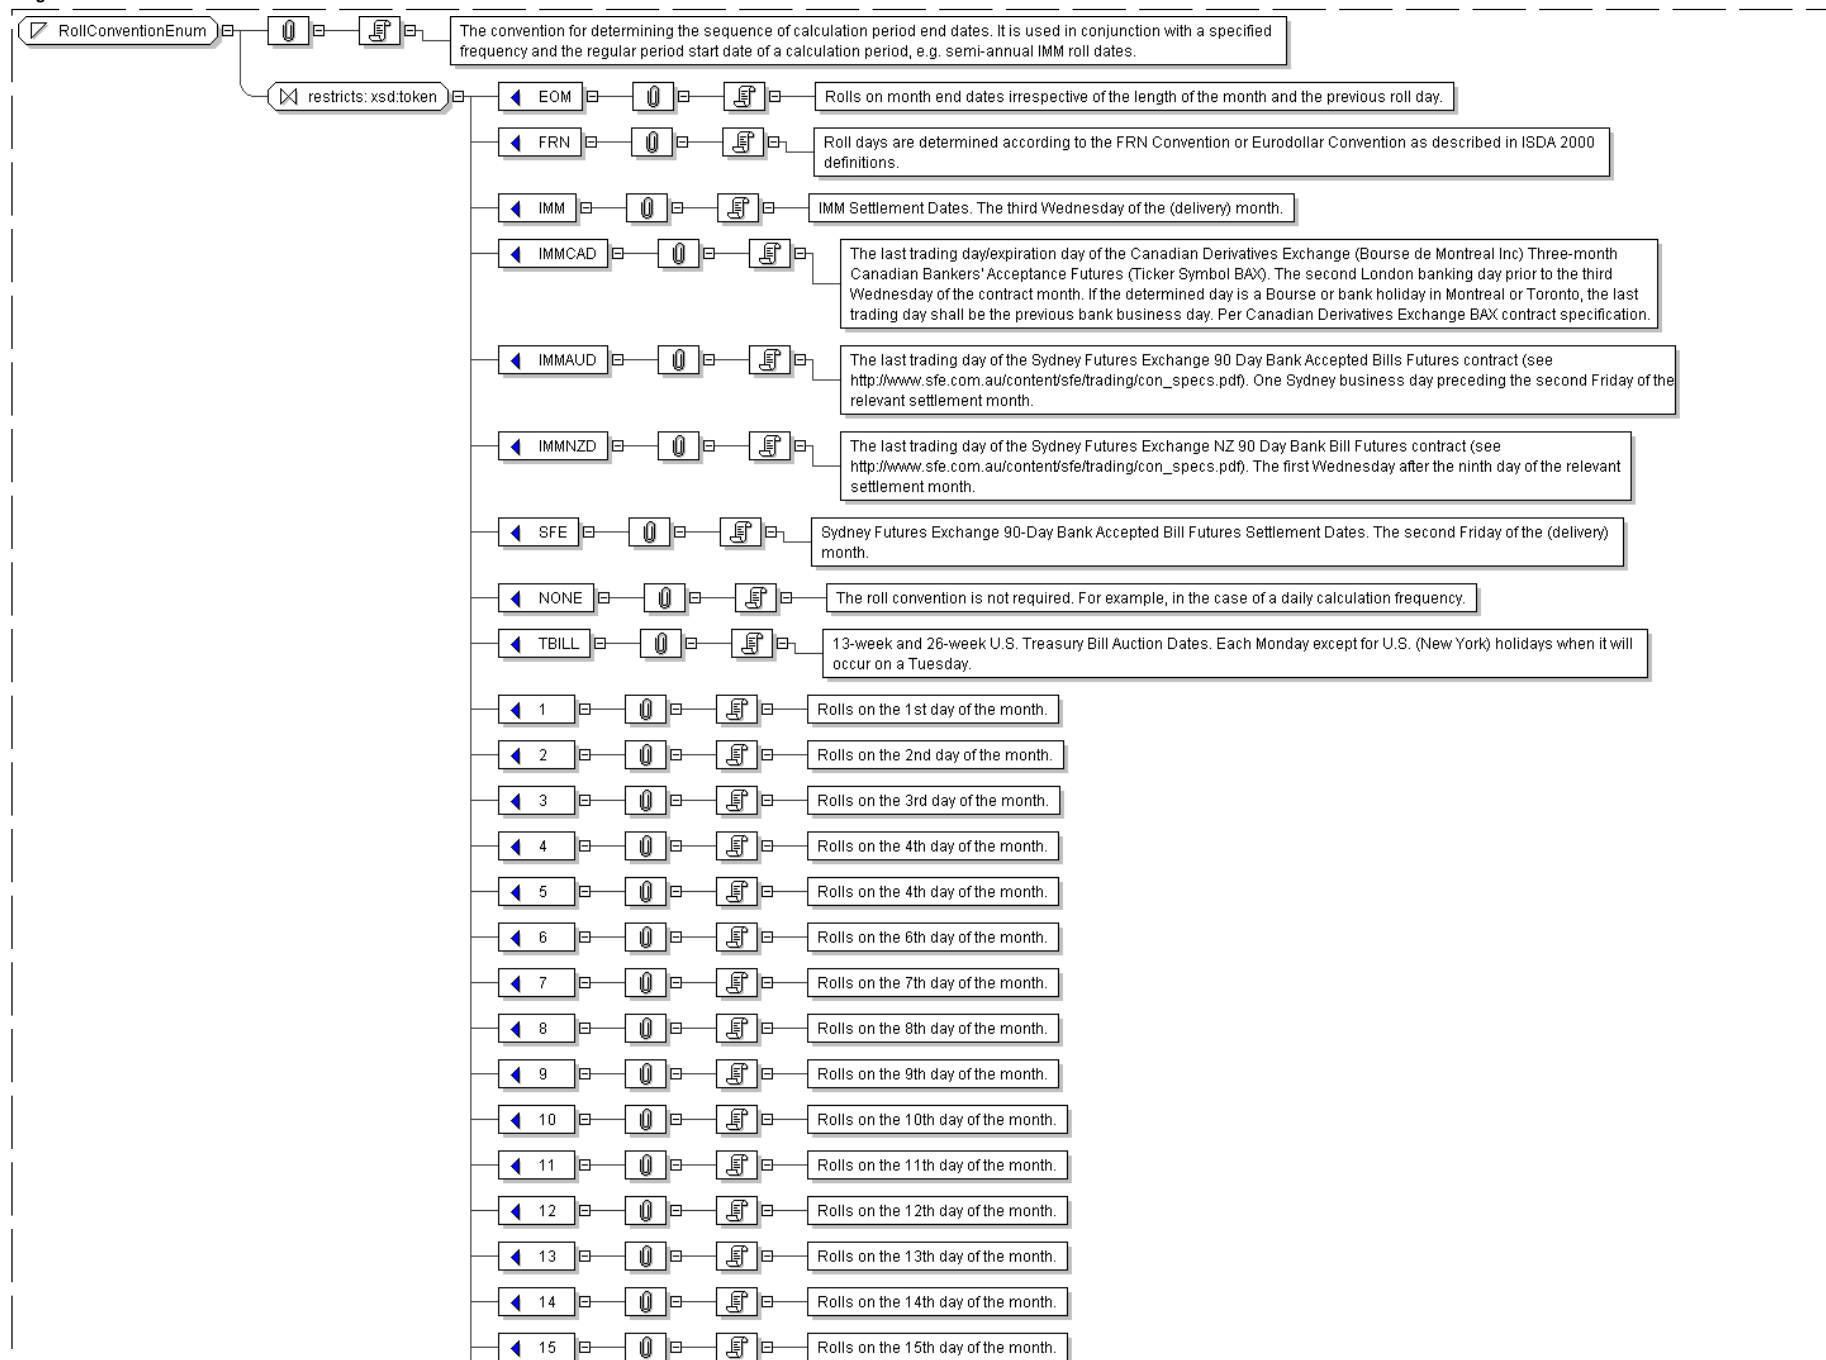 RollConventionEnum
The convention for determining the sequence of calculation period end dates. It is used in conjunction with a specified
frequency and the regular period start date of a calculation period, e.g. semi-annual IMM roll dates.
restricts: xsd:token
EOM
Rolls on month end dates irrespective of the length of the month and the previous roll day.
FRN
Roll days are determined according to the FRN Convention or Eurodollar Convention as described in ISDA 2000
definitions.
IMM
IMM Settlement Dates. The third Wednesday of the (delivery) month.
IMMCAD
The last trading day/expiration day of the Canadian Derivatives Exchange (Bourse de Montreal Inc) Three-month
Canadian Bankers' Acceptance Futures (Ticker Symbol BAX). The second London banking day prior to the third
Wednesday of the contract month. If the determined day is a Bourse or bank holiday in Montreal or Toronto, the last
trading day shall be the previous bank business day. Per Canadian Derivatives Exchange BAX contract specification.
IMMAUD
The last trading day of the Sydney Futures Exchange 90 Day Bank Accepted Bills Futures contract (see
http://www.sfe.com.au/content/sfe/trading/con_specs.pdf). One Sydney business day preceding the second Friday of the
relevant settlement month.
IMMNZD
The last trading day of the Sydney Futures Exchange NZ 90 Day Bank Bill Futures contract (see
http://www.sfe.com.au/content/sfe/trading/con_specs.pdf). The first Wednesday after the ninth day of the relevant
settlement month.
SFE
Sydney Futures Exchange 90-Day Bank Accepted Bill Futures Settlement Dates. The second Friday of the (delivery)
month.
NONE
The roll convention is not required. For example, in the case of a daily calculation frequency.
TBILL
13-week and 26-week U.S. Treasury Bill Auction Dates. Each Monday except for U.S. (New York) holidays when it will
occur on a Tuesday.
1
Rolls on the 1st day of the month.
2
Rolls on the 2nd day of the month.
3
Rolls on the 3rd day of the month.
4
Rolls on the 4th day of the month.
5
Rolls on the 4th day of the month.
6
Rolls on the 6th day of the month.
7
Rolls on the 7th day of the month.
8
Rolls on the 8th day of the month.
9
Rolls on the 9th day of the month.
10
Rolls on the 10th day of the month.
11
Rolls on the 11th day of the month.
12
Rolls on the 12th day of the month.
13
Rolls on the 13th day of the month.
14
Rolls on the 14th day of the month.
15
Rolls on the 15th day of the month.